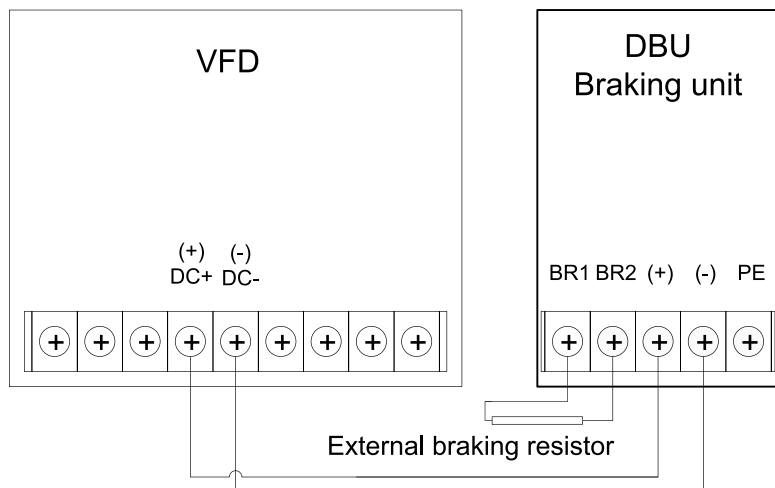 VFD
DBU
Braking unit
(+) (-)
DC+ DC-
BR1 BR2 (+) (-) PE
External braking resistor